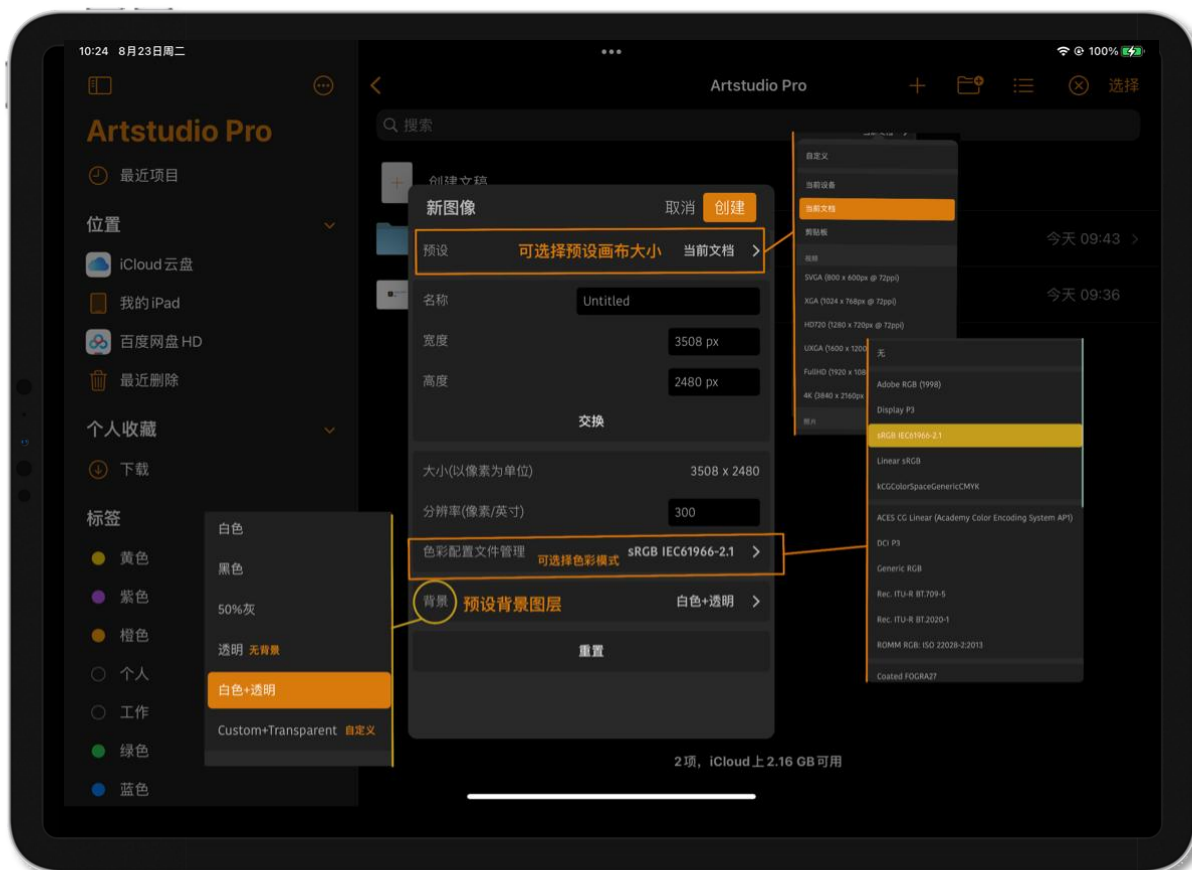 10:24 8月23日周二
100%
Artstudio Pro
选择
Artstudio Pro
搜索
最近项目
创建文稿
位置
iCloud云盘
我的iPad
百度网盘HD
最近删除
个人收藏
下载
标签
黄色
紫色
橙色
个人
工作
绿色
蓝色
今天 09:43
今天 09:36
新图像
取消
创建
预设 可选择预设画布大小 当前文档
名称 Untitled
宽度 3508 px
高度 2480 px
交换
大小(以像素为单位) 3508 x 2480
分辨率(像素/英寸) 300
色彩配置文件管理 可选择色彩模式 sRGB IEC61966-2.1
背景 预设背景图层 白色+透明
重置
2项，iCloud上2.16 GB可用
白色
黑色
50%灰
透明 无背景
白色+透明
Custom+Transparent 自定义
自定义
当前设备
当前文档
剪贴板
视频
SVGA (800 x 600px @ 72ppi)
XGA (1024 x 768px @ 72ppi)
HD720 (1280 x 720px @ 72ppi)
UXGA (1600 x 1200
FullHD (1920 x 108
4K (3840 x 2160px
照片
无
Adobe RGB (1998)
Display P3
sRGB IEC61966-2.1
Linear sRGB
kCGColorSpaceGenericCMYK
ACES CG Linear (Academy Color Encoding System AP1)
DCI P3
Generic RGB
Rec. ITU-R BT.709-5
Rec. ITU-R BT.2020-1
ROMM RGB: ISO 22028-2:2013
Coated FOGRA27